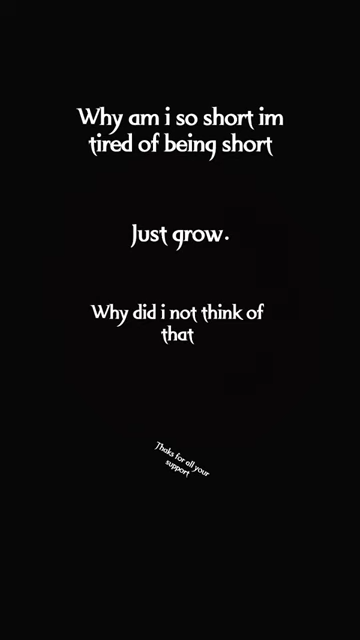 Why am i so short im
tired of being short
Just grow.
Why did i not think of
that
Thaks for all your
support